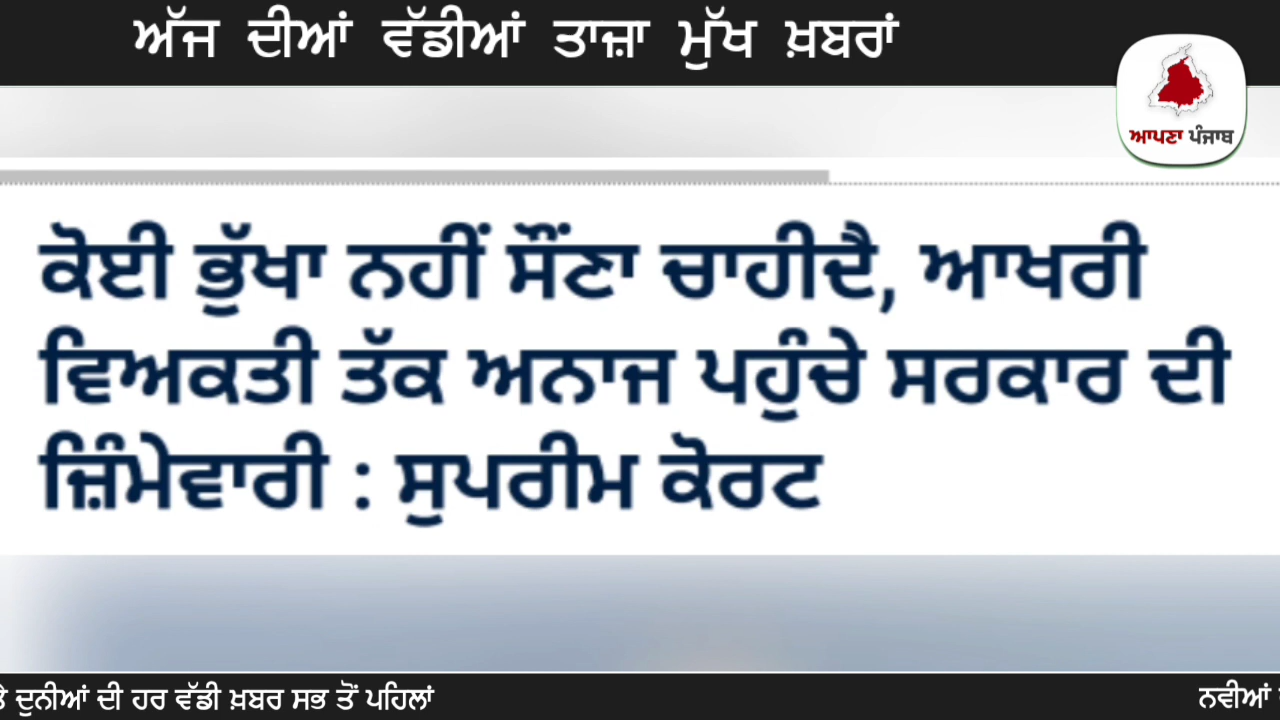 ਅੱਜ ਦੀਆਂ ਵੱਡੀਆਂ ਤਾਜ਼ਾ ਮੁੱਖ ਖ਼ਬਰਾਂ
ਆਪਣਾ ਪੰਜਾਬ
ਕੋਈ ਭੁੱਖਾ ਨਹੀਂ ਸੌਂਣਾ ਚਾਹੀਦੈ, ਆਖਰੀ
ਵਿਅਕਤੀ ਤੱਕ ਅਨਾਜ ਪਹੁੰਚੇ ਸਰਕਾਰ ਦੀ
ਜ਼ਿੰਮੇਵਾਰੀ : ਸੁਪਰੀਮ ਕੋਰਟ
ਦੁਨੀਆਂ ਦੀ ਹਰ ਵੱਡੀ ਖ਼ਬਰ ਸਭ ਤੋਂ ਪਹਿਲਾਂ ਨਵੀਆਂ